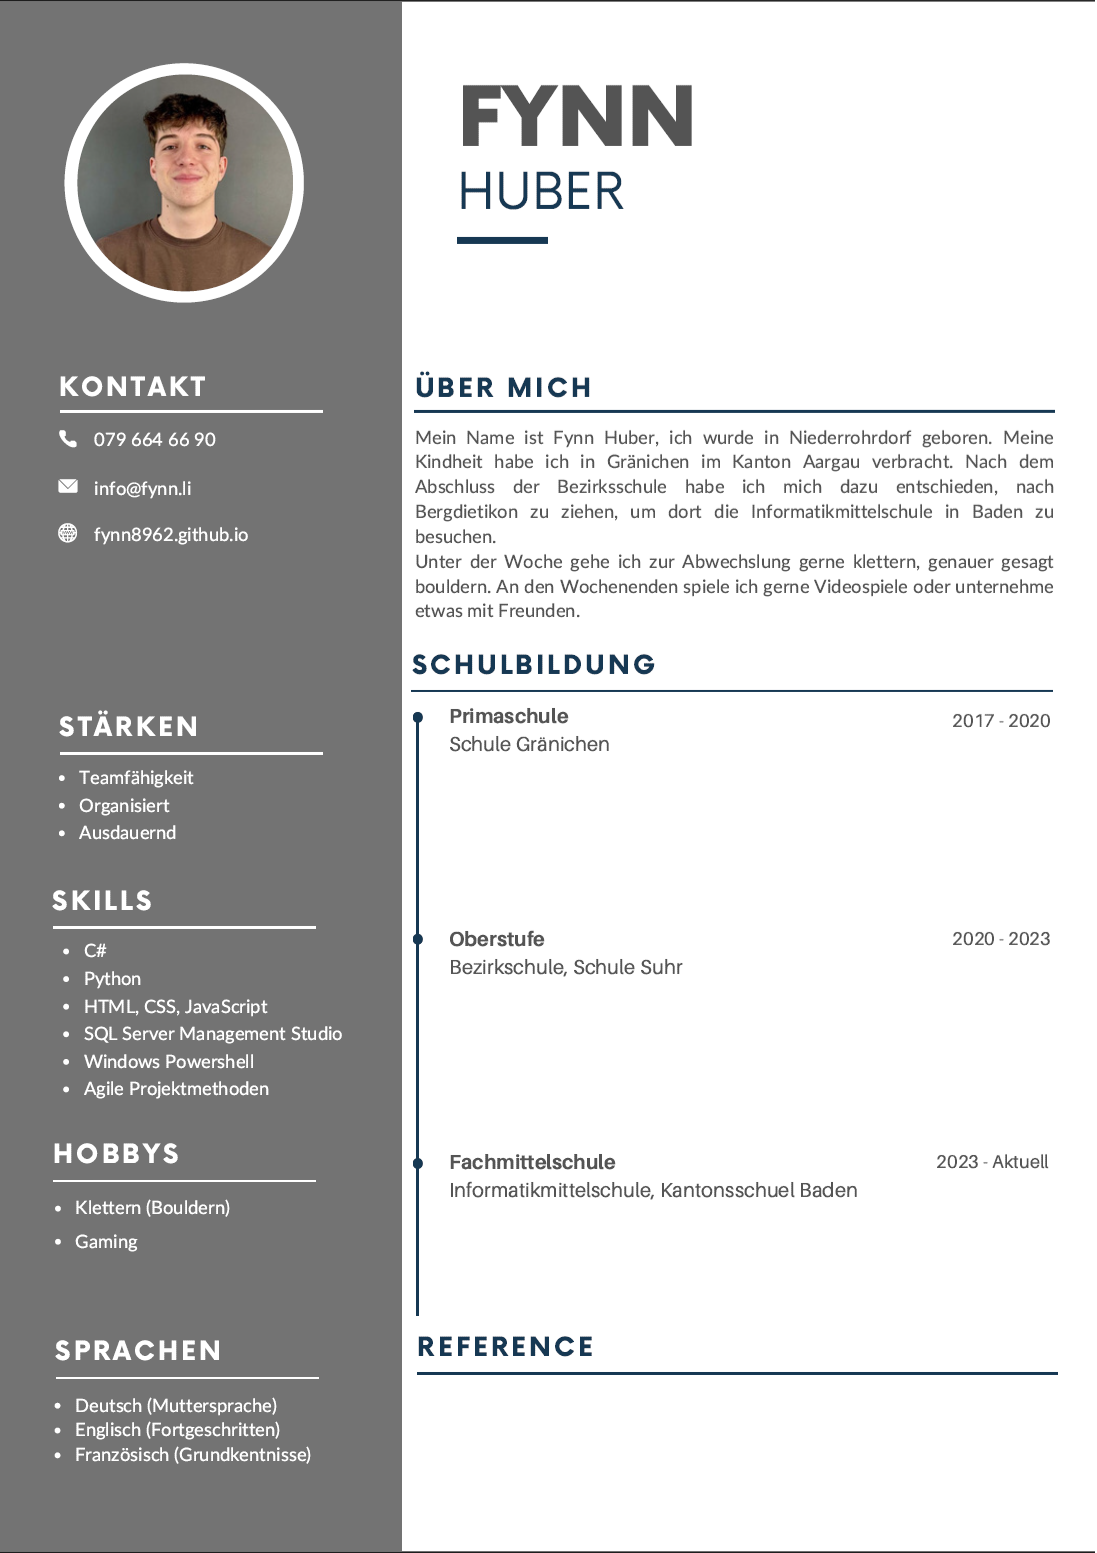 FYNN
HUBER
KONTAKT
079 664 66 90
info@fynn.li
fynn8962.github.io
STÄRKEN
• Teamfähigkeit
• Organisiert
• Ausdauernd
SKILLS
• C#
• Python
• HTML, CSS, JavaScript
• SQL Server Management Studio
• Windows Powershell
• Agile Projektmethoden
HOBBYS
• Klettern (Bouldern)
• Gaming
SPRACHEN
• Deutsch (Muttersprache)
• Englisch (Fortgeschritten)
• Französisch (Grundkentnisse)
ÜBER MICH
Mein Name ist Fynn Huber, ich wurde in Niederrohrdorf geboren. Meine
Kindheit habe ich in Gränichen im Kanton Aargau verbracht. Nach dem
Abschluss der Bezirksschule habe ich mich dazu entschieden, nach
Bergdietikon zu ziehen, um dort die Informatikmittelschule in Baden zu
besuchen.
Unter der Woche gehe ich zur Abwechslung gerne klettern, genauer gesagt
bouldern. An den Wochenenden spiele ich gerne Videospiele oder unternehme
etwas mit Freunden.
SCHULBILDUNG
Primaschule 2017 - 2020
Schule Gränichen
Oberstufe 2020 - 2023
Bezirkschule, Schule Suhr
Fachmittelschule 2023 - Aktuell
Informatikmittelschule, Kantonsschuel Baden
REFERENCE